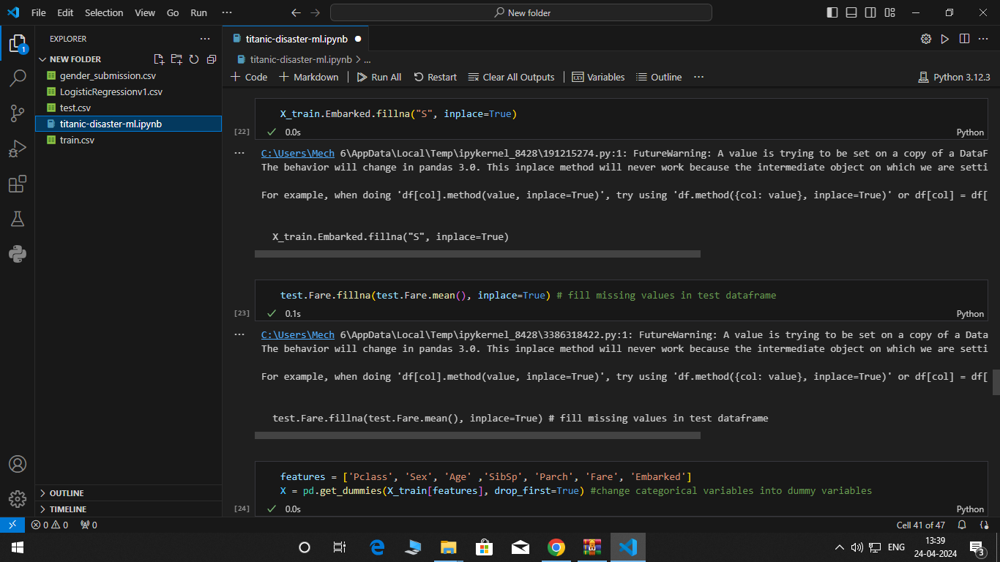 File Edit Selection View Go Run ···
New folder
EXPLORER ···
NEW FOLDER
gender_submission.csv
LogisticRegressionv1.csv
test.csv
titanic-disaster-ml.ipynb
train.csv
OUTLINE
TIMELINE
1
titanic-disaster-ml.ipynb
titanic-disaster-ml.ipynb > ...
+ Code + Markdown Run All Restart Clear All Outputs Variables Outline ··· Python 3.12.3
X_train.Embarked.fillna("S", inplace=True)
[22] ✓ 0.0s Python
C:\Users\Mech 6\AppData\Local\Temp\ipykernel_8428\191215274.py:1: FutureWarning: A value is trying to be set on a copy of a DataF
The behavior will change in pandas 3.0. This inplace method will never work because the intermediate object on which we are setti
For example, when doing 'df[col].method(value, inplace=True)', try using 'df.method({col: value}, inplace=True)' or df[col] = df[
X_train.Embarked.fillna("S", inplace=True)
test.Fare.fillna(test.Fare.mean(), inplace=True) # fill missing values in test dataframe
[23] ✓ 0.1s Python
C:\Users\Mech 6\AppData\Local\Temp\ipykernel_8428\3386318422.py:1: FutureWarning: A value is trying to be set on a copy of a Data
The behavior will change in pandas 3.0. This inplace method will never work because the intermediate object on which we are setti
For example, when doing 'df[col].method(value, inplace=True)', try using 'df.method({col: value}, inplace=True)' or df[col] = df[
test.Fare.fillna(test.Fare.mean(), inplace=True) # fill missing values in test dataframe
features = ['Pclass', 'Sex', 'Age' ,'SibSp', 'Parch', 'Fare', 'Embarked']
X = pd.get_dummies(X_train[features], drop_first=True) #change categorical variables into dummy variables
[24] ✓ 0.0s Python
0 0 0 Cell 41 of 47
ENG 13:39
24-04-2024
3